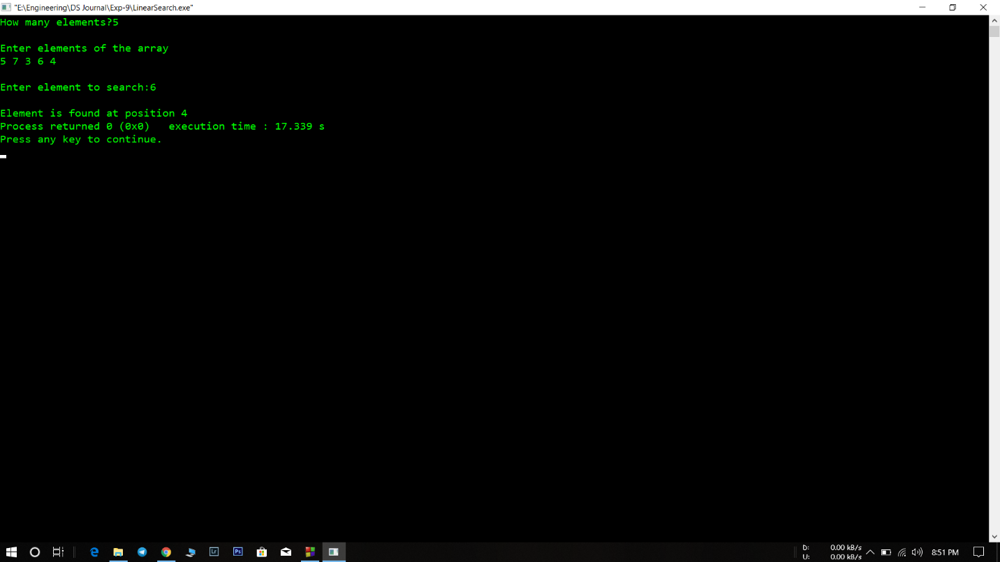 "E:\Engineering\DS Journal\Exp-9\LinearSearch.exe"
How many elements?5
Enter elements of the array
5 7 3 6 4
Enter element to search:6
Element is found at position 4
Process returned 0 (0x0)   execution time : 17.339 s
Press any key to continue.
Lr
Ps
D: 0.00 kB/s
U: 0.00 kB/s
8:51 PM